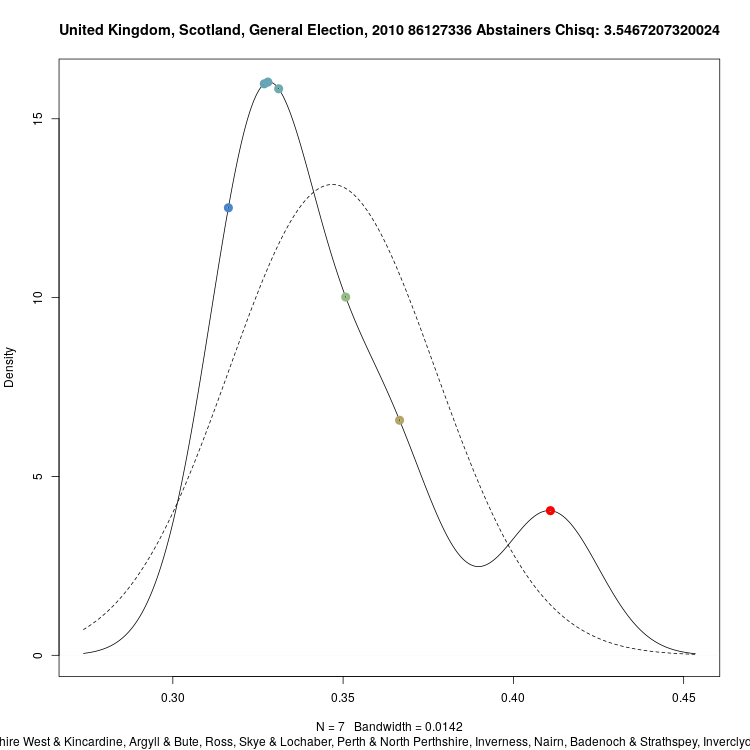 United Kingdom, Scotland, General Election, 2010 86127336 Abstainers Chisq: 3.5467207320024
Density
15
10
5
0
0.30 0.35 0.40 0.45
N = 7 Bandwidth = 0.0142
hire West & Kincardine, Argyll & Bute, Ross, Skye & Lochaber, Perth & North Perthshire, Inverness, Nairn, Badenoch & Strathspey, Inverclyd